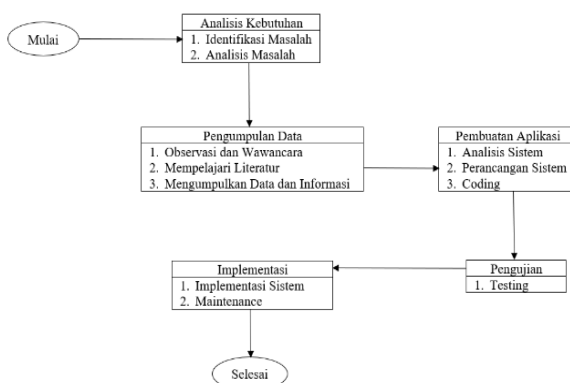 Mulai
Analisis Kebutuhan
1. Identifikasi Masalah
2. Analisis Masalah
Pengumpulan Data
1. Observasi dan Wawancara
2. Mempelajari Literatur
3. Mengumpulkan Data dan Informasi
Pembuatan Aplikasi
1. Analisis Sistem
2. Perancangan Sistem
3. Coding
Pengujian
1. Testing
Implementasi
1. Implementasi Sistem
2. Maintenance
Selesai